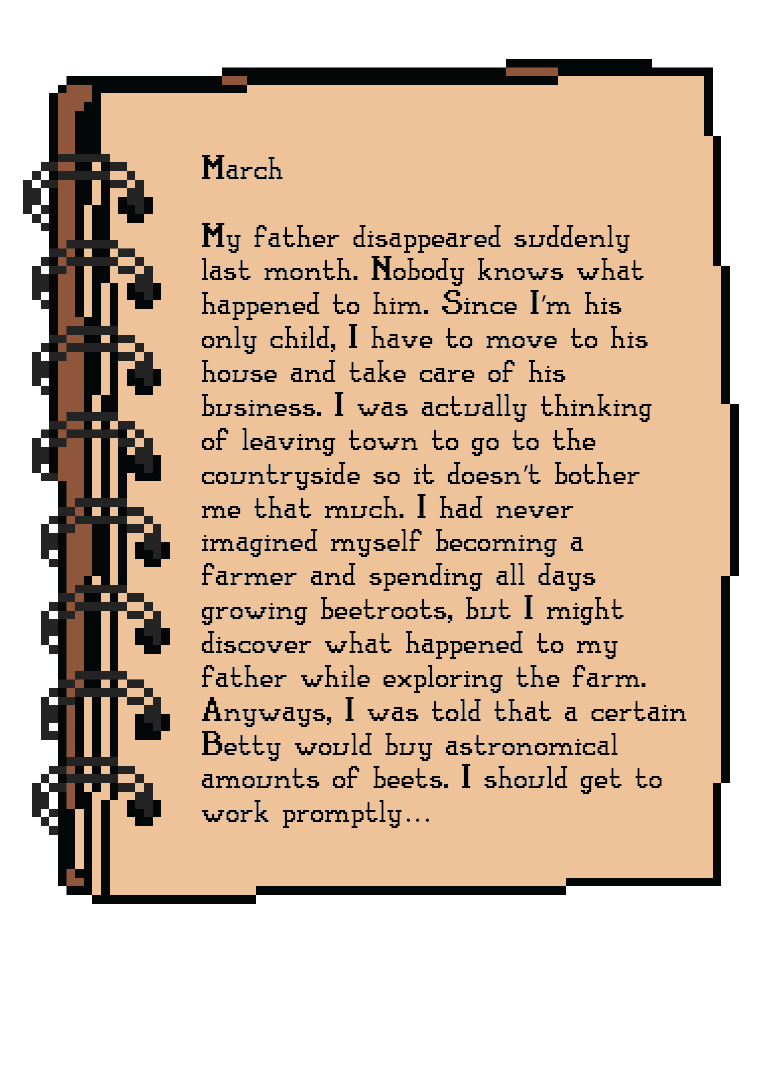 March
My father disappeared suddenly
last month. Nobody knows what
happened to him. Since I'm his
only child, I have to move to his
house and take care of his
business. I was actually thinking
of leaving town to go to the
countryside so it doesn't bother
me that much. I had never
imagined myself becoming a
farmer and spending all days
growing beetroots, but I might
discover what happened to my
father while exploring the farm.
Anyways, I was told that a certain
Betty would buy astronomical
amounts of beets. I should get to
work promptly...